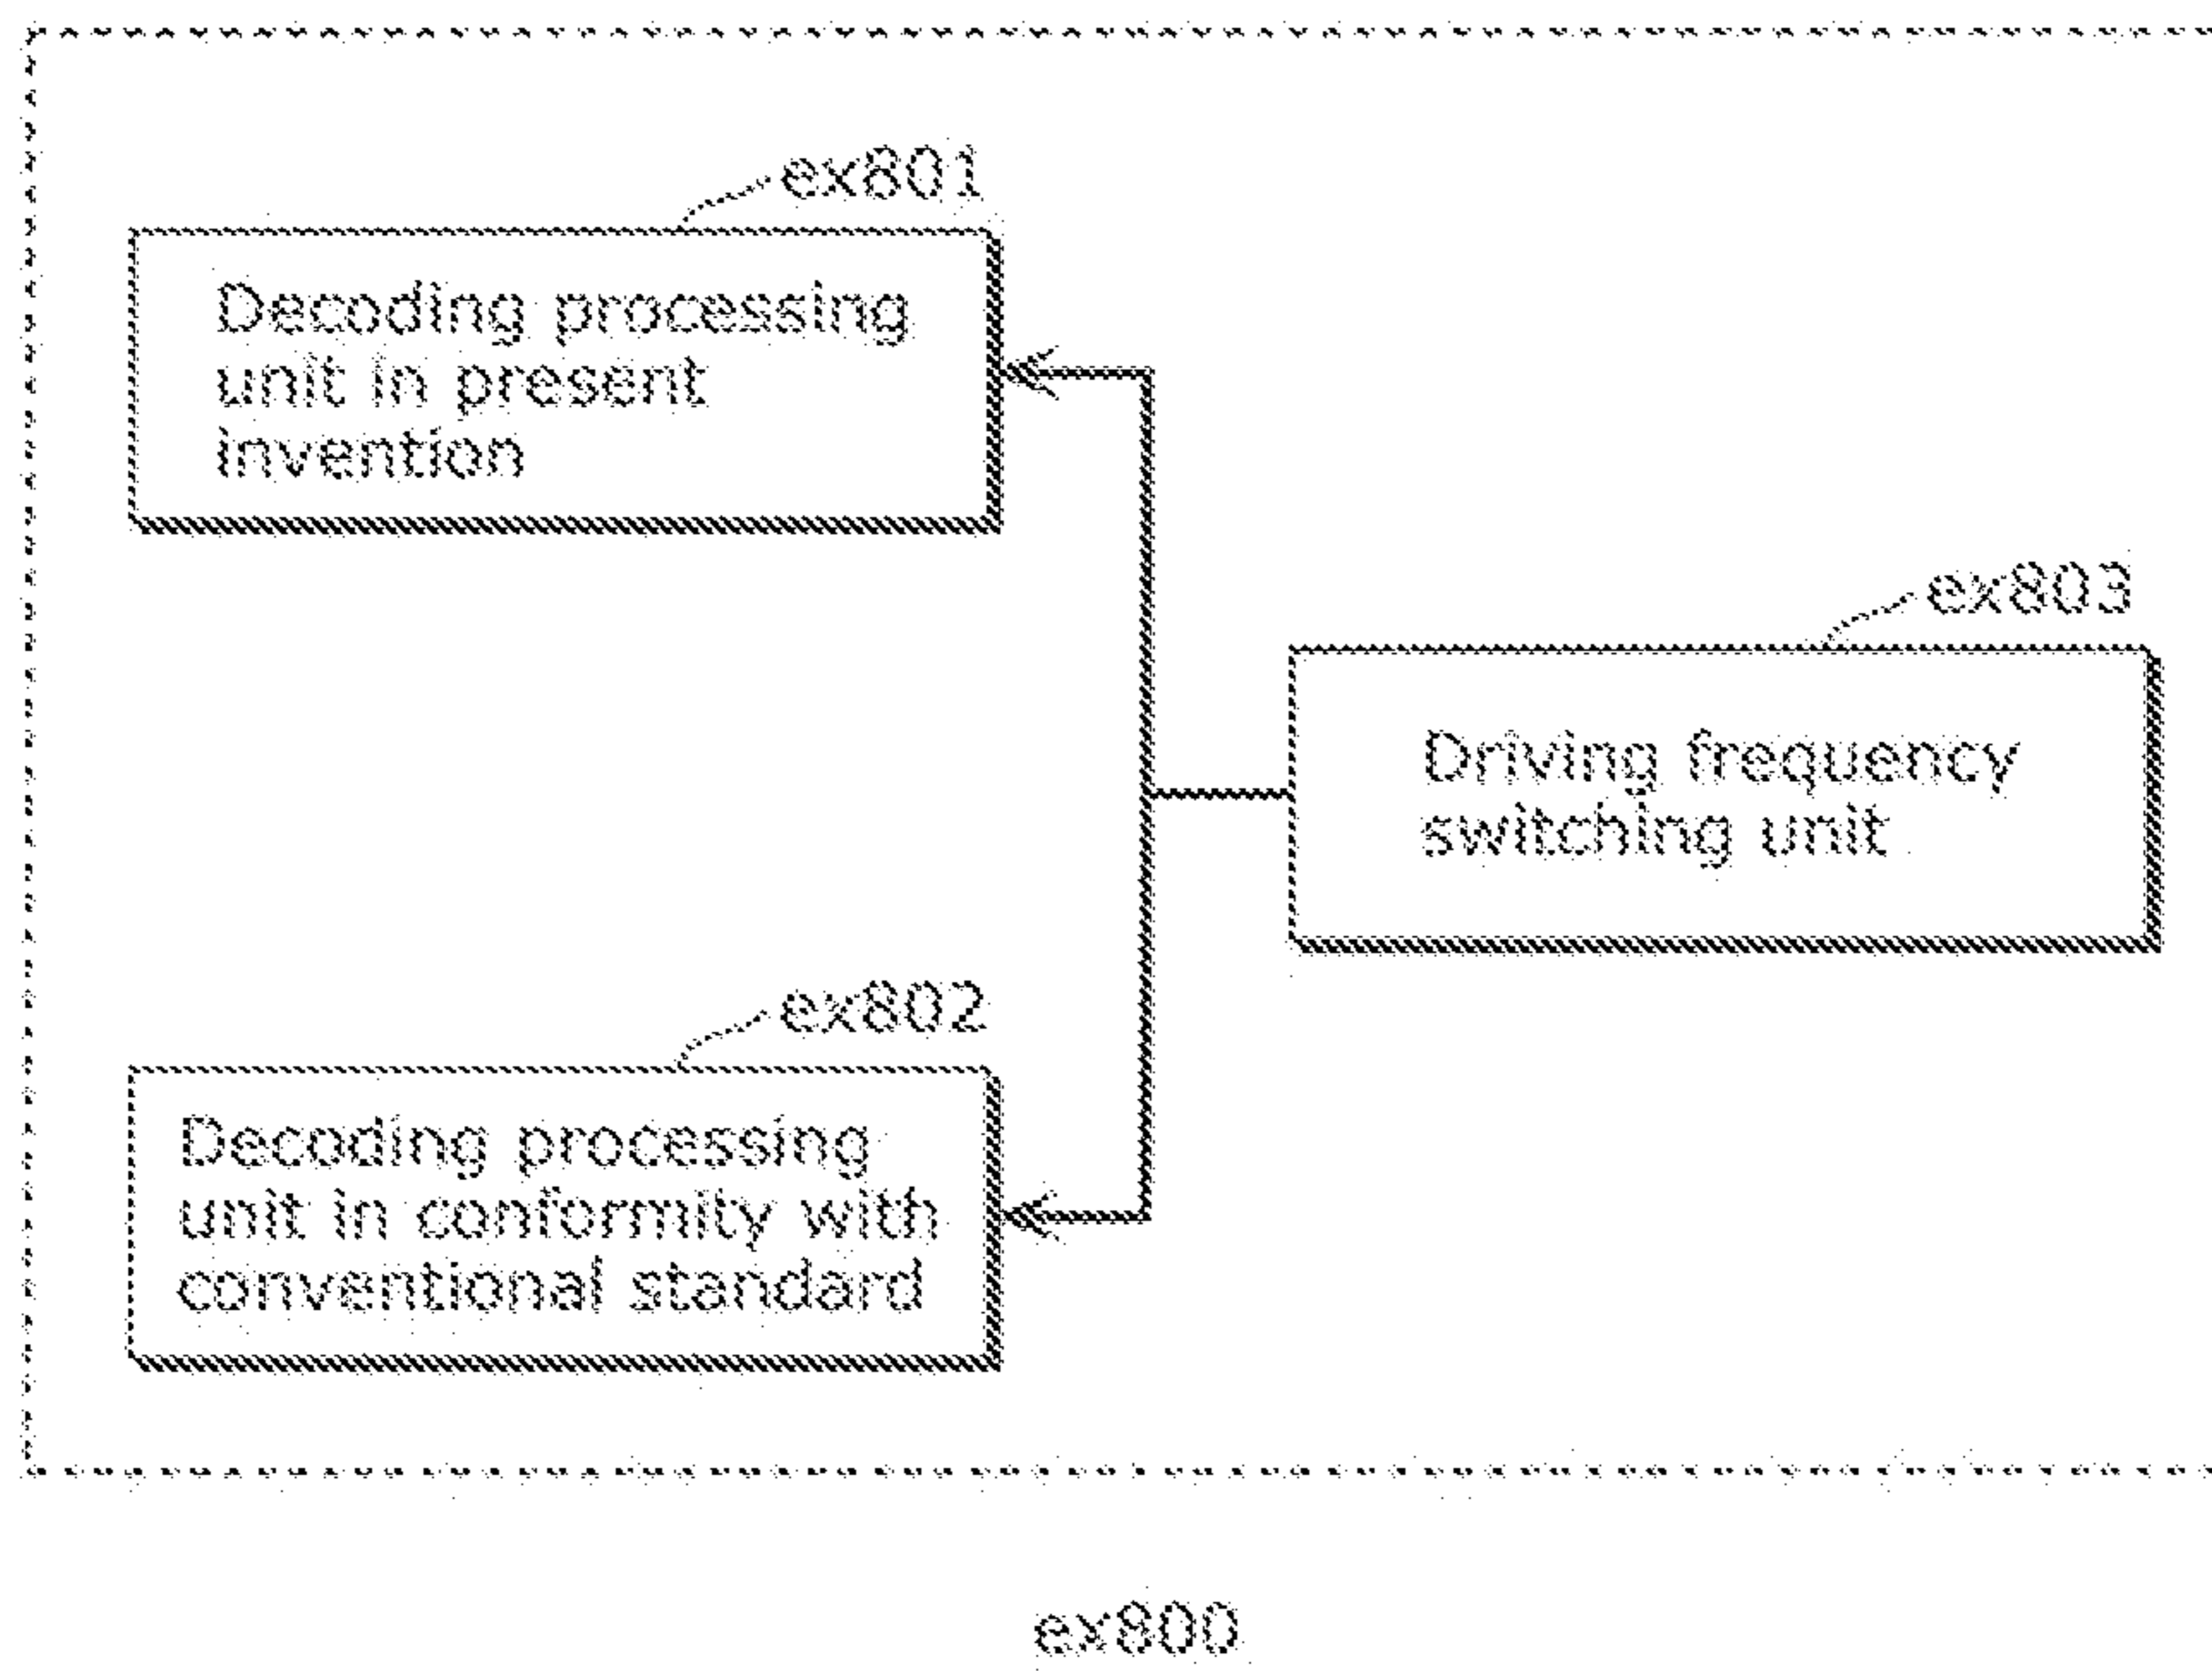 ex801
Decoding processing
unit in present
invention
ex803
Driving frequency
switching unit
ex802
Decoding processing
unit in conformity with
conventional standard
ex800